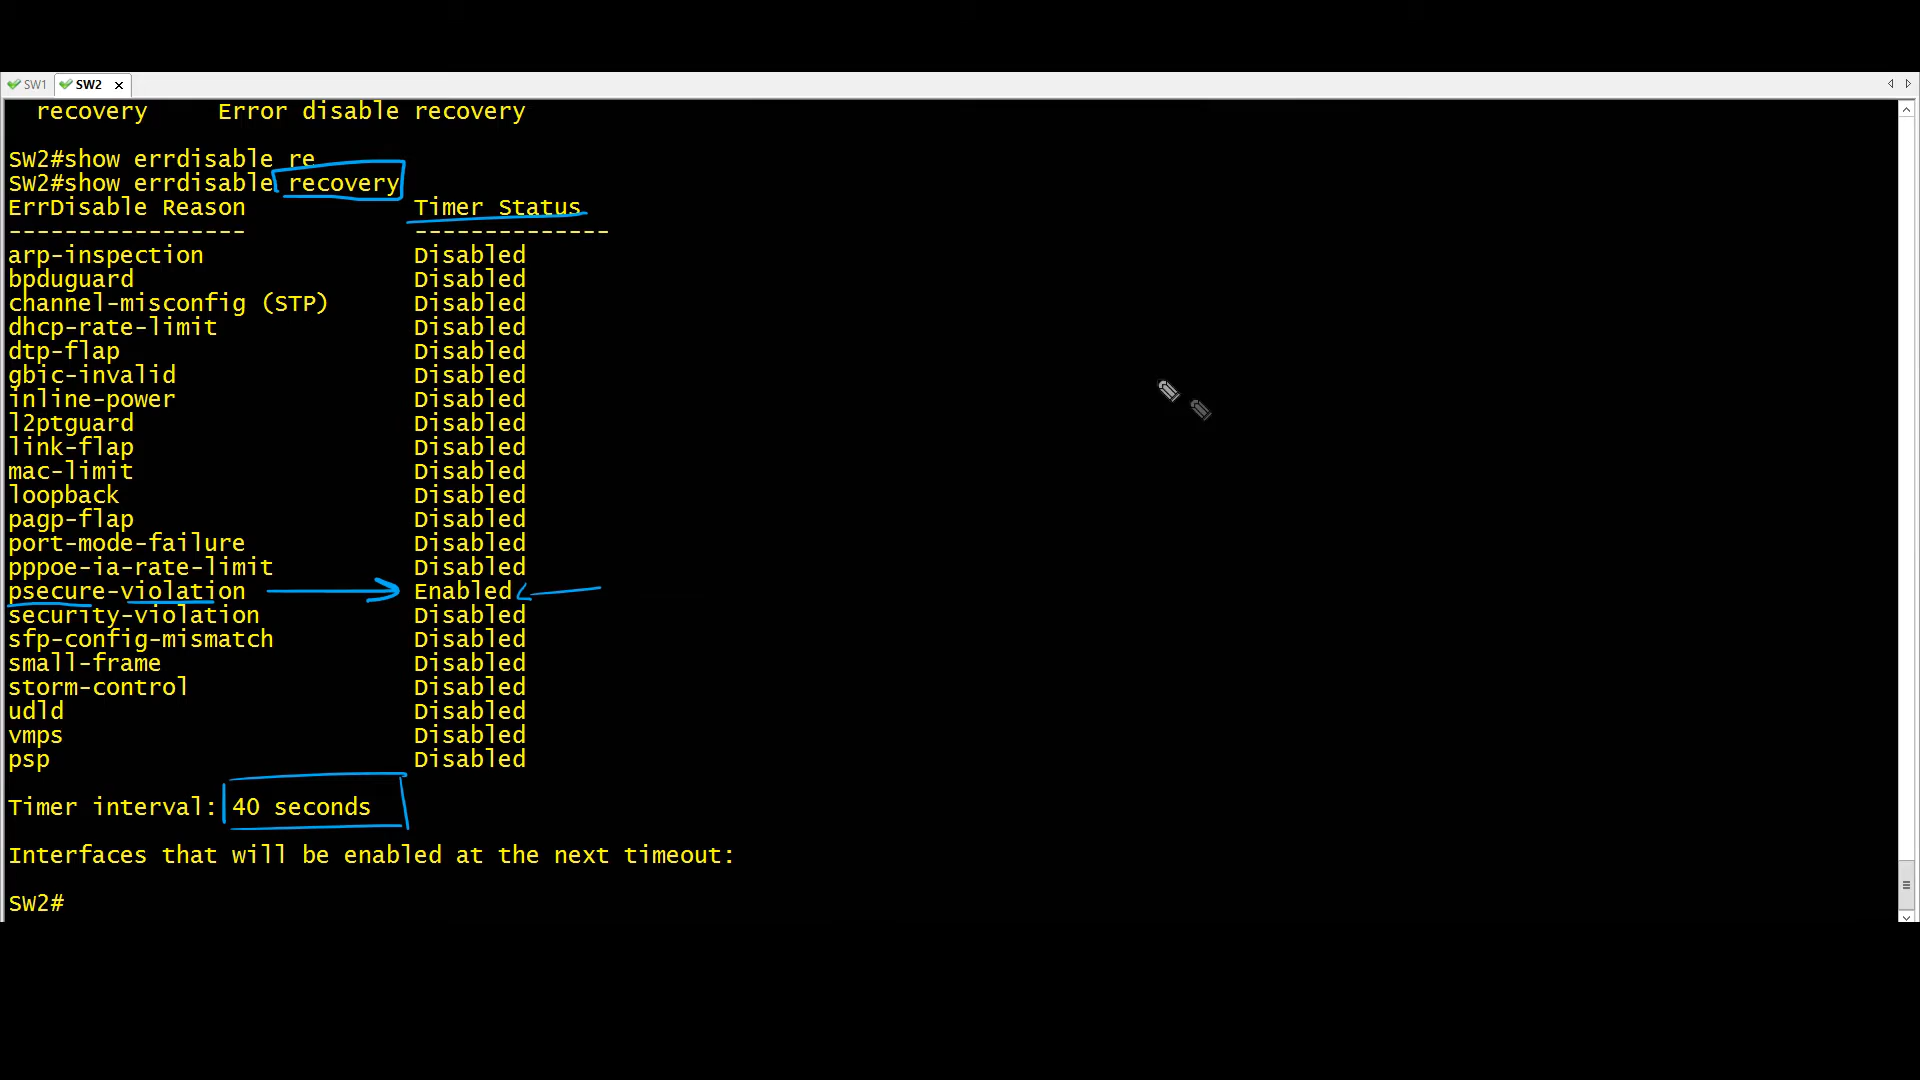 SW1 SW2
recovery Error disable recovery
SW2#show errdisable re
SW2#show errdisable recovery
ErrDisable Reason Timer Status
----------------- --------------
arp-inspection Disabled
bpduguard Disabled
channel-misconfig (STP) Disabled
dhcp-rate-limit Disabled
dtp-flap Disabled
gbic-invalid Disabled
inline-power Disabled
l2ptguard Disabled
link-flap Disabled
mac-limit Disabled
loopback Disabled
pagp-flap Disabled
port-mode-failure Disabled
pppoe-ia-rate-limit Disabled
psecure-violation Enabled
security-violation Disabled
sfp-config-mismatch Disabled
small-frame Disabled
storm-control Disabled
udld Disabled
vmps Disabled
psp Disabled
Timer interval: 40 seconds
Interfaces that will be enabled at the next timeout:
SW2#